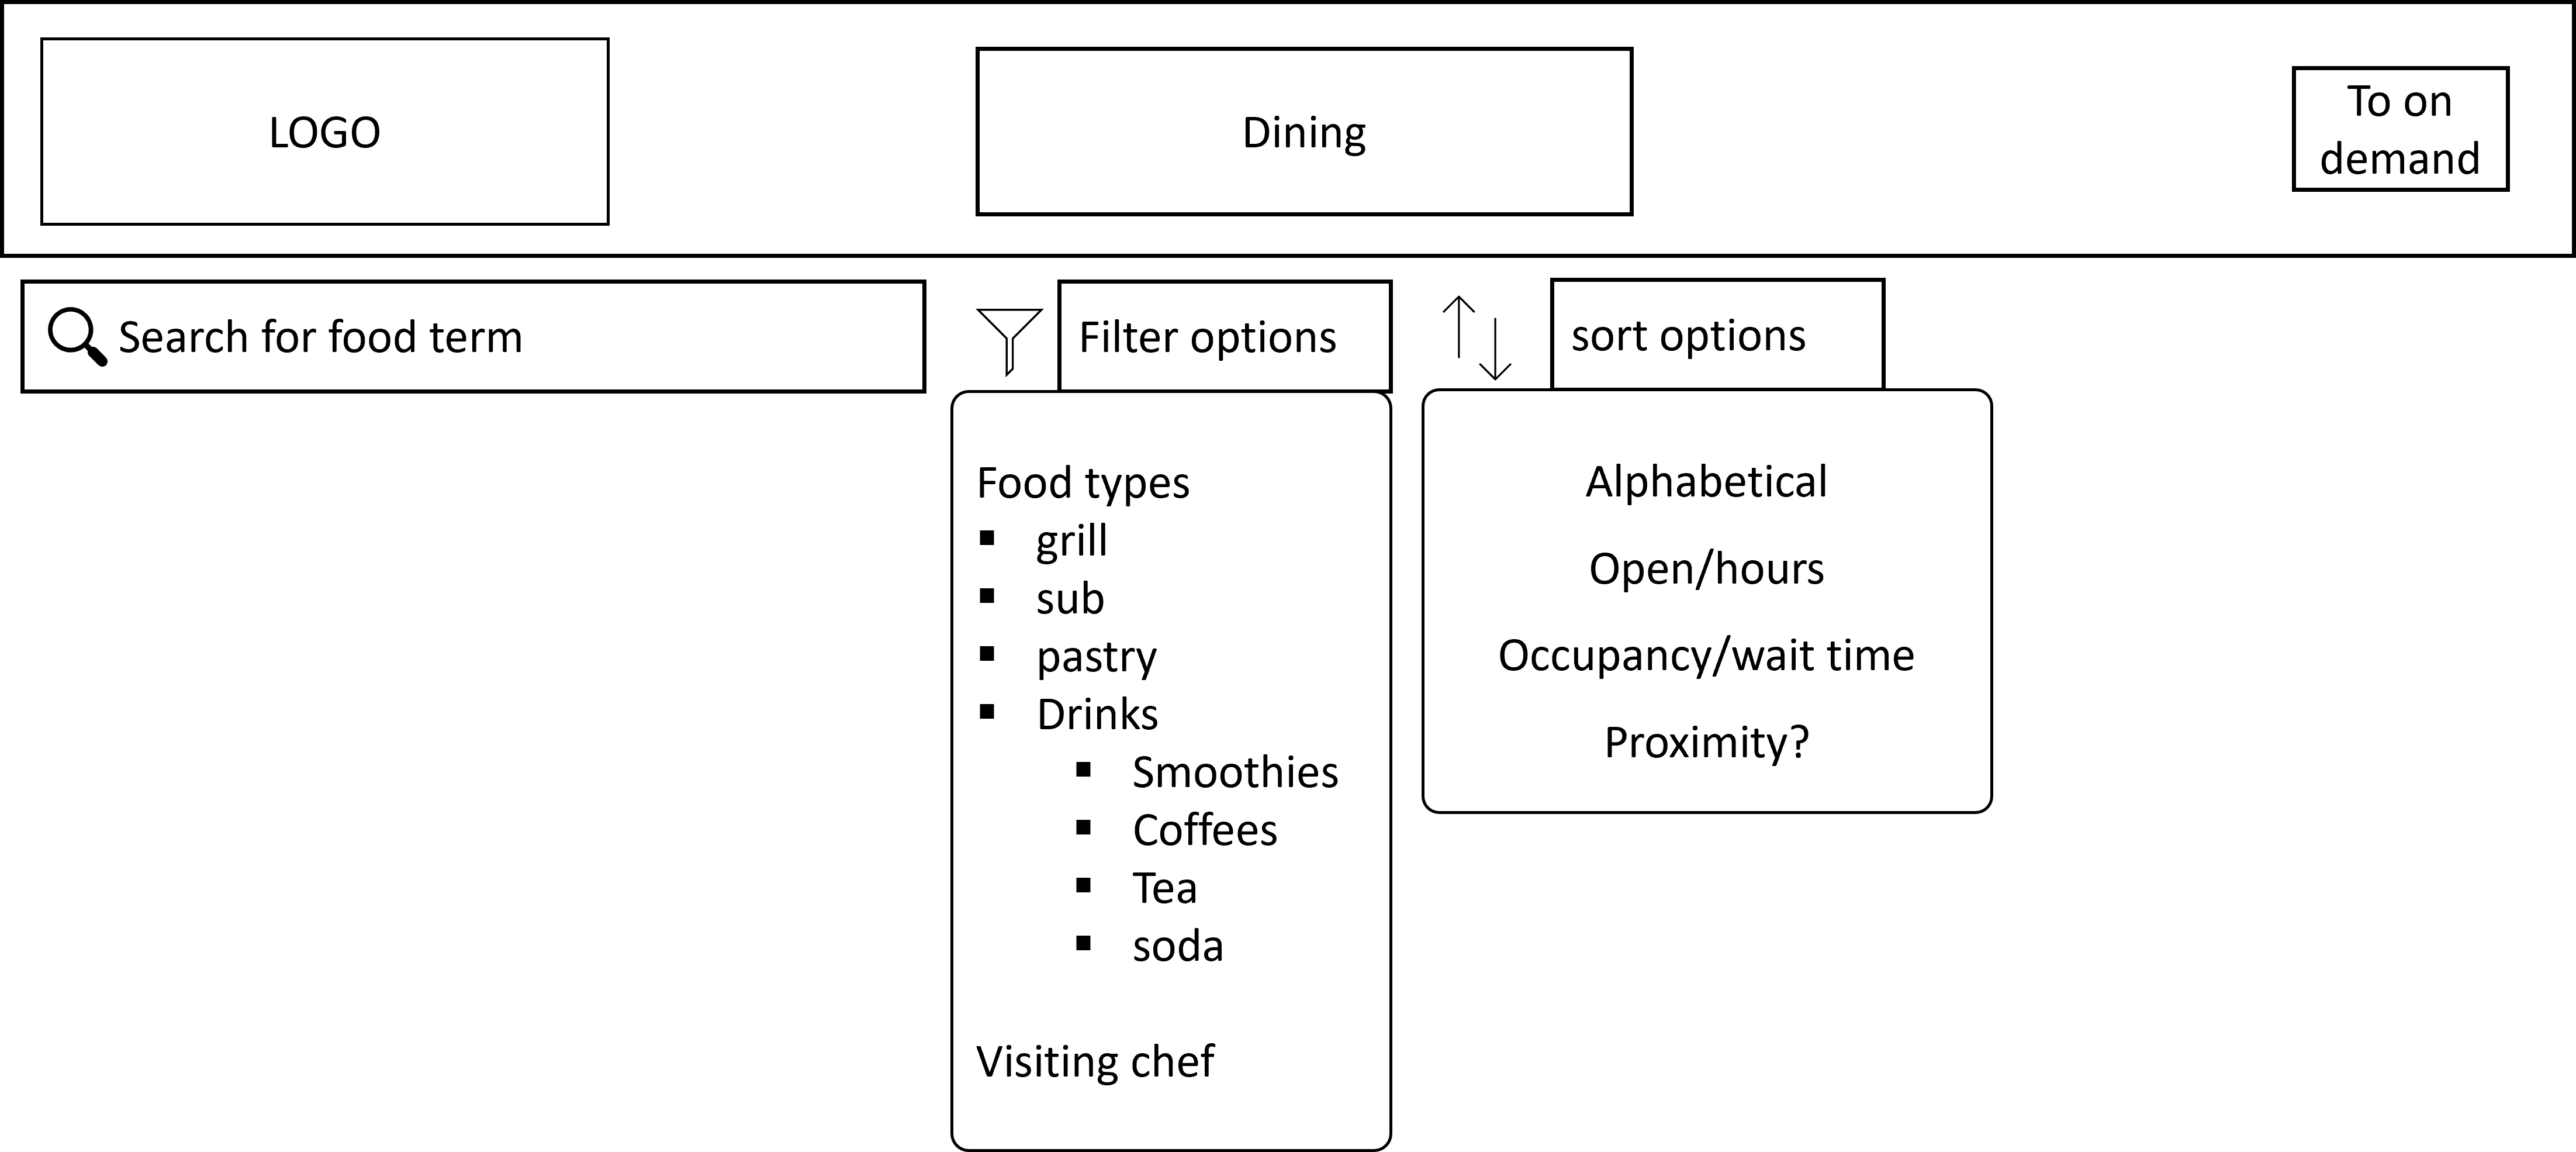 LOGO
Dining
To on
demand
Search for food term
Filter options
sort options
Food types
▪ grill
▪ sub
▪ pastry
▪ Drinks
▪ Smoothies
▪ Coffees
▪ Tea
▪ soda
Visiting chef
Alphabetical
Open/hours
Occupancy/wait time
Proximity?